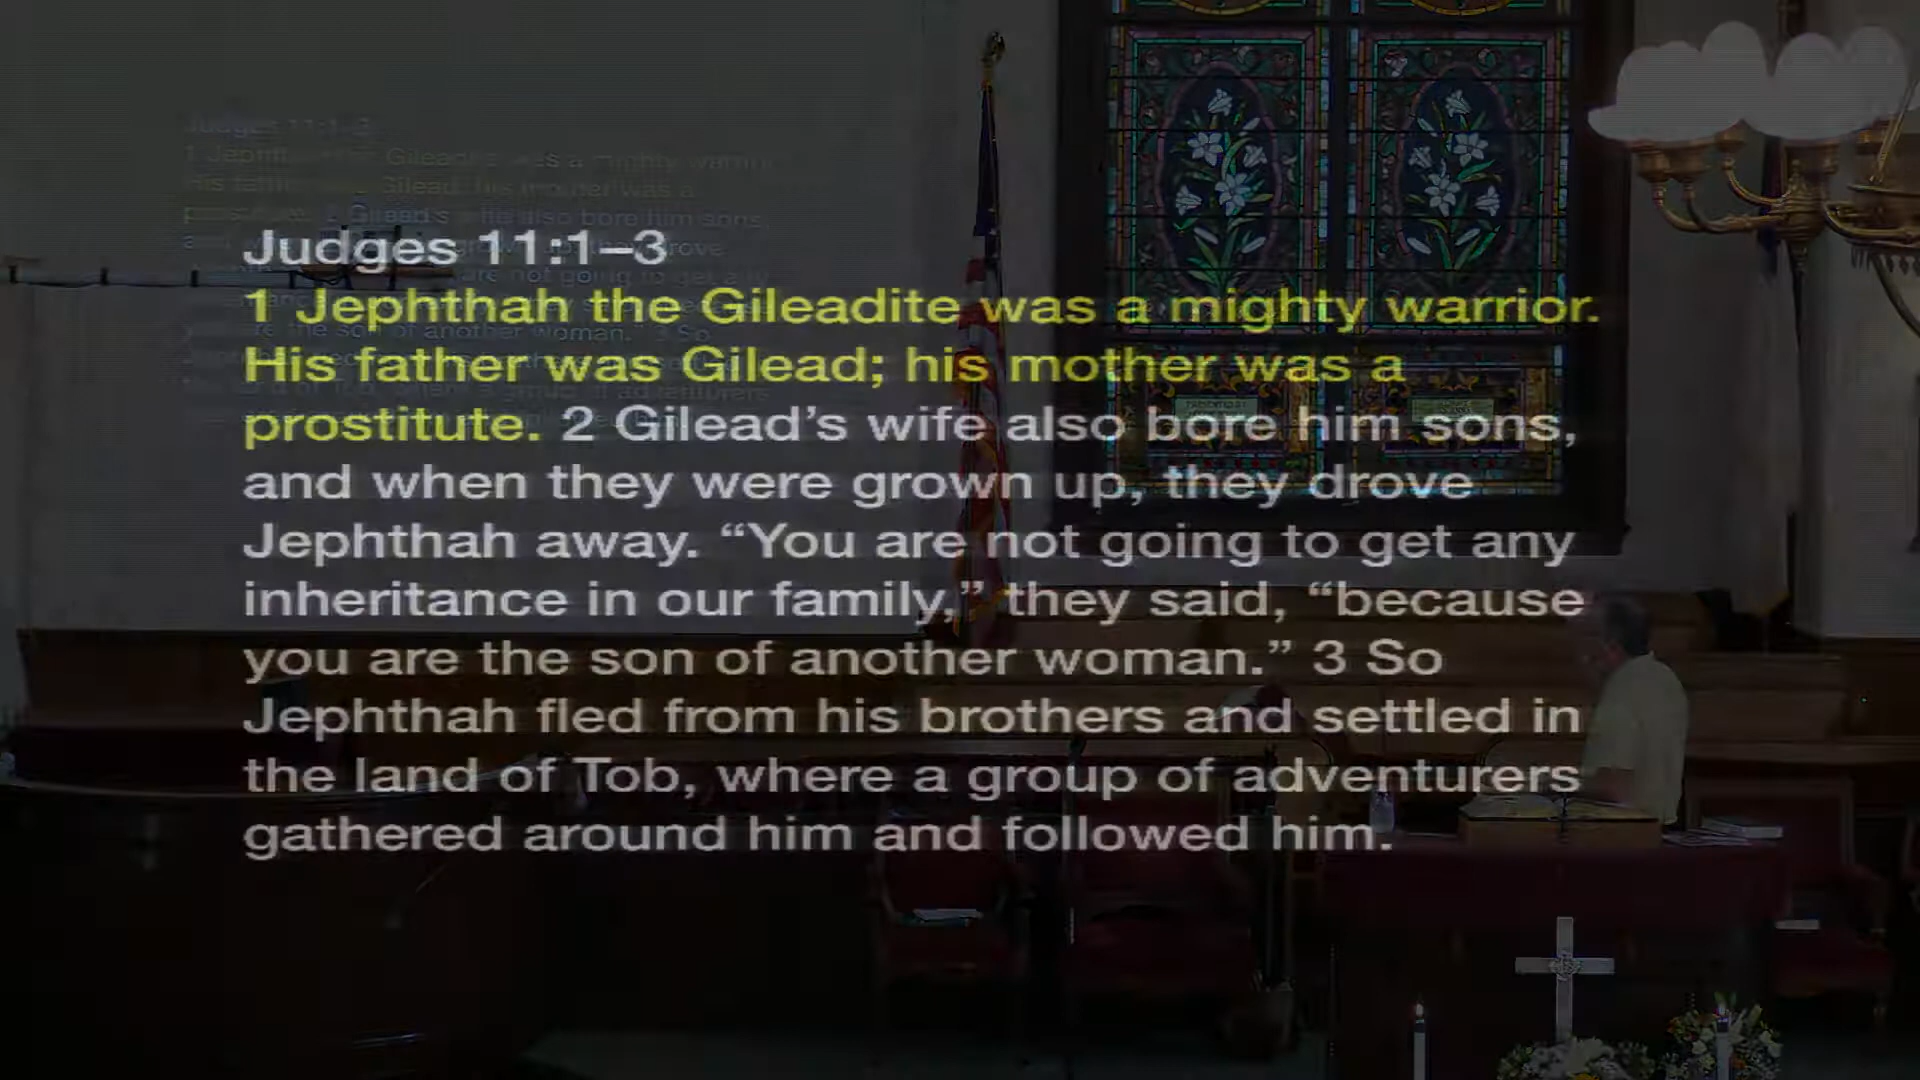 Judges 11:1–3
1 Jephthah the Gileadite was a mighty warrior.
His father was Gilead; his mother was a
prostitute. 2 Gilead’s wife also bore him sons,
and when they were grown up, they drove
Jephthah away. “You are not going to get any
inheritance in our family,” they said, “because
you are the son of another woman.” 3 So
Jephthah fled from his brothers and settled in
the land of Tob, where a group of adventurers
gathered around him and followed him.